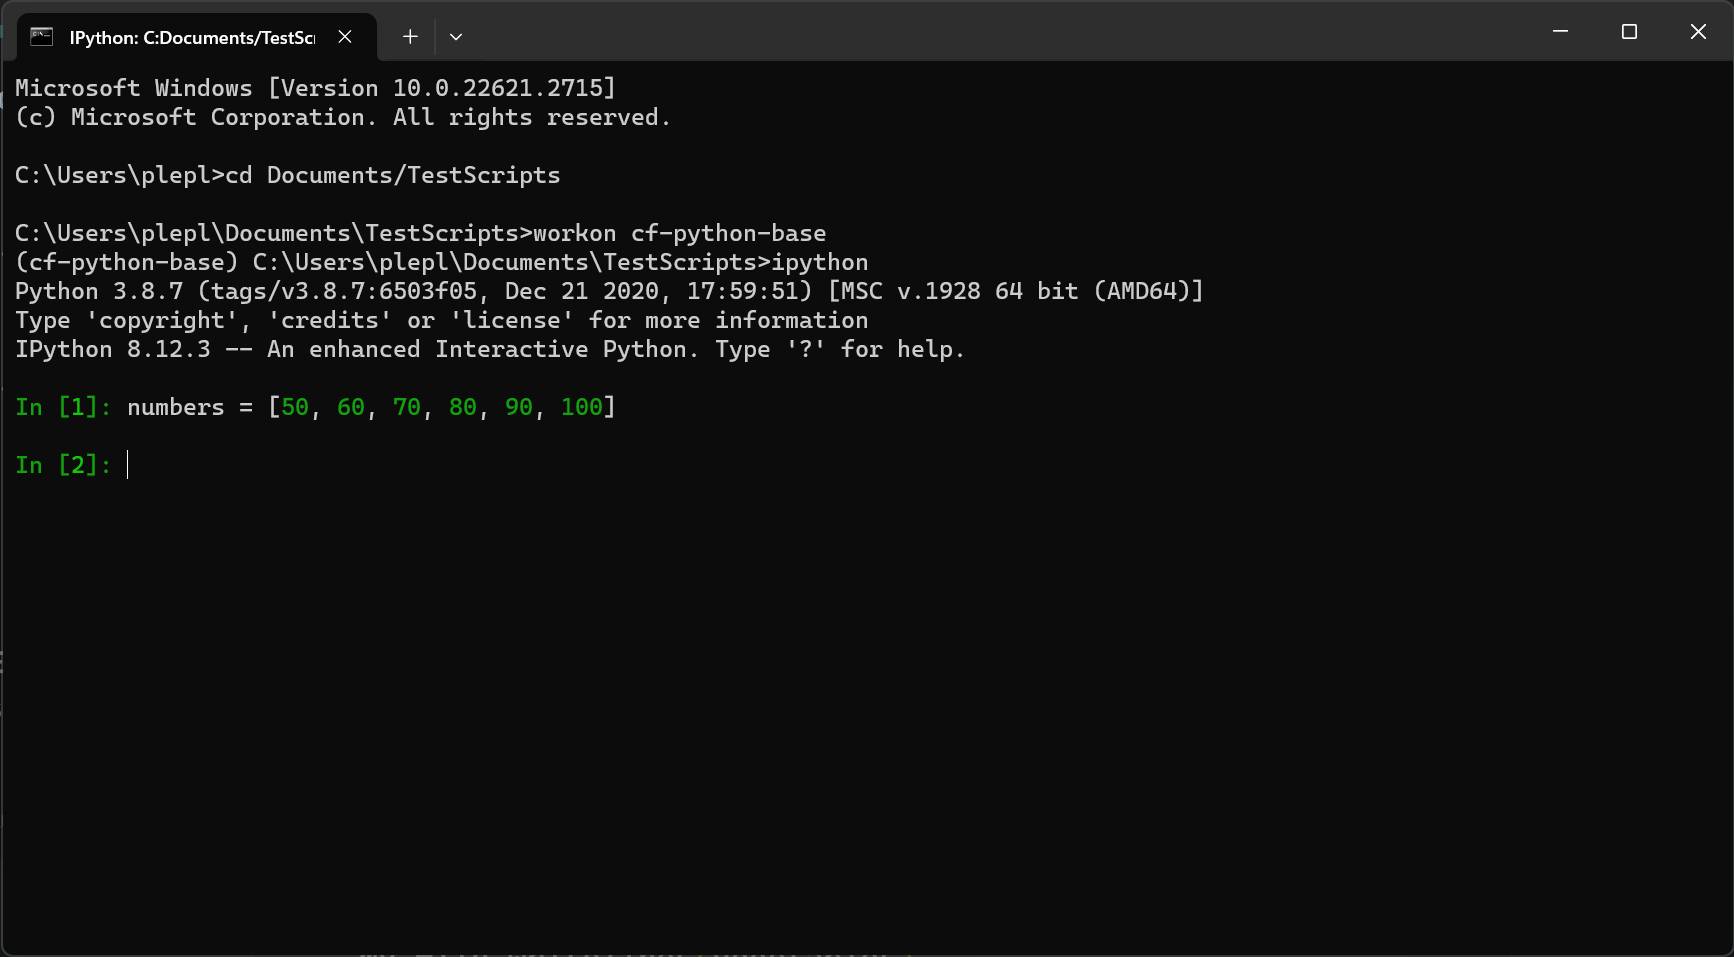 IPython: C:Documents/TestSc
Microsoft Windows [Version 10.0.22621.2715]
(c) Microsoft Corporation. All rights reserved.
C:\Users\plepl>cd Documents/TestScripts
C:\Users\plepl\Documents\TestScripts>workon cf-python-base
(cf-python-base) C:\Users\plepl\Documents\TestScripts>ipython
Python 3.8.7 (tags/v3.8.7:6503f05, Dec 21 2020, 17:59:51) [MSC v.1928 64 bit (AMD64)]
Type 'copyright', 'credits' or 'license' for more information
IPython 8.12.3 -- An enhanced Interactive Python. Type '?' for help.
In [1]: numbers = [50, 60, 70, 80, 90, 100]
In [2]: